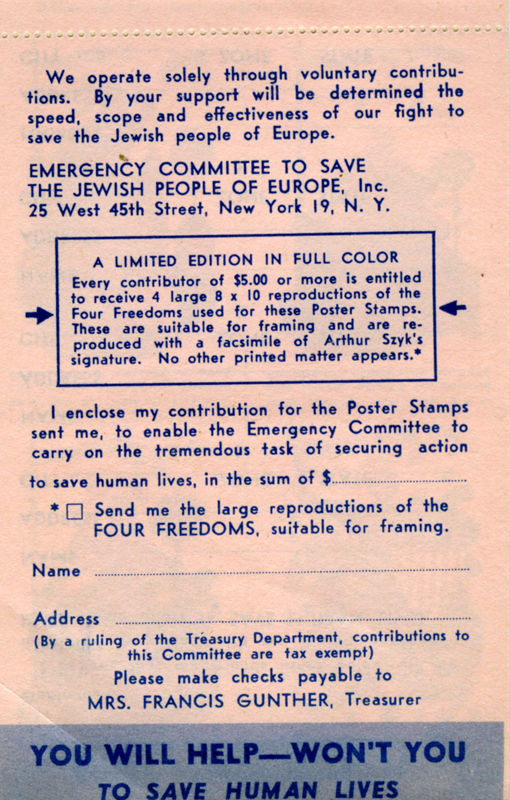 We operate solely through voluntary contribu-
tions. By your support will be determined the
speed, scope and effectiveness of our fight to
save the Jewish people of Europe.
EMERGENCY COMMITTEE TO SAVE
THE JEWISH PEOPLE OF EUROPE, Inc.
25 West 45th Street, New York 19, N. Y.
A LIMITED EDITION IN FULL COLOR
Every contributor of $5.00 or more is entitled
to receive 4 large 8 x 10 reproductions of the
Four Freedoms used for these Poster Stamps.
These are suitable for framing and are re-
produced with a facsimile of Arthur Szyk's
signature. No other printed matter appears.*
I enclose my contribution for the Poster Stamps
sent me, to enable the Emergency Committee to
carry on the tremendous task of securing action
to save human lives, in the sum of $
* Send me the large reproductions of the
FOUR FREEDOMS, suitable for framing.
Name
Address
(By a ruling of the Treasury Department, contributions to
this Committee are tax exempt)
Please make checks payable to
MRS. FRANCIS GUNTHER, Treasurer
YOU WILL HELP—WON'T YOU
TO SAVE HUMAN LIVES